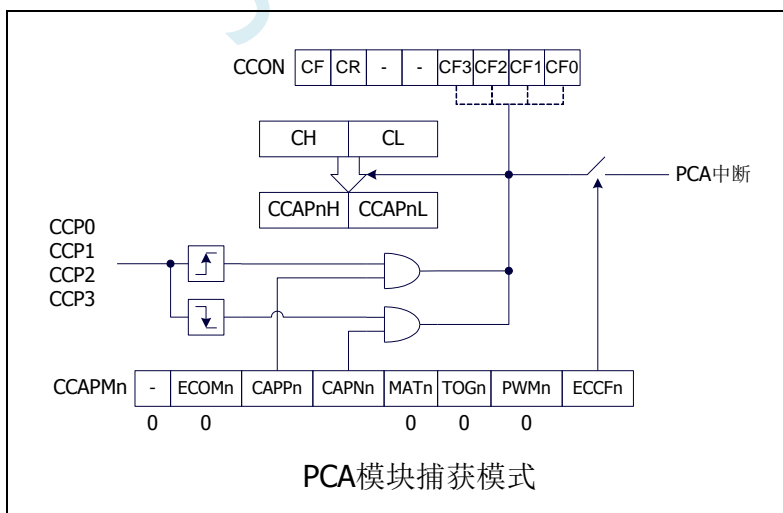 CCON CF CR - - CF3 CF2 CF1 CF0
CH CL
PCA中断
CCAPnH CCAPnL
CCP0
CCP1
CCP2
CCP3
CCAPMn - ECOMn CAPPn CAPNn MATn TOGn PWMn ECCFn
0 0 0 0 0
PCA模块捕获模式